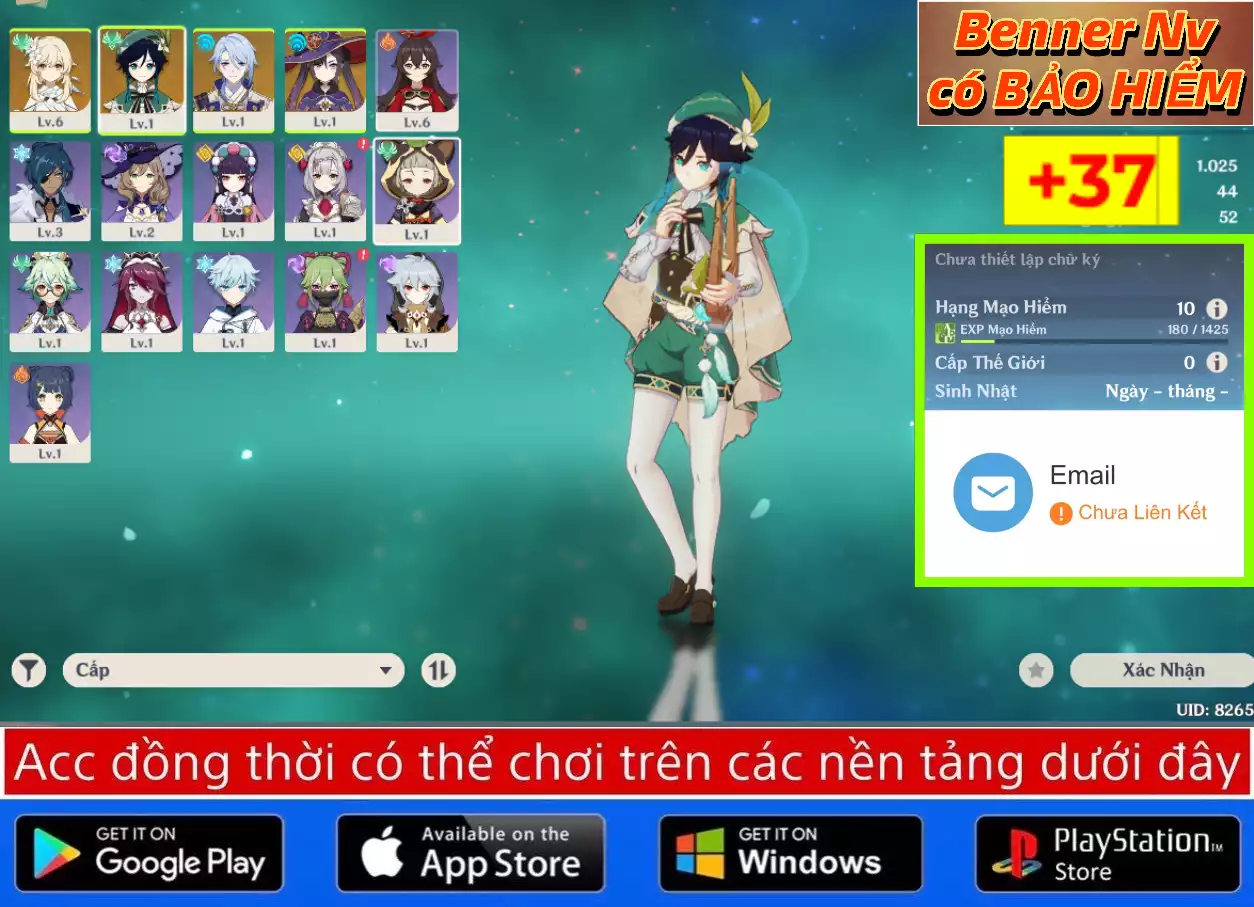 Benner Nv
có BẢO HIỂM
+37
1.025
44
52
Lv.6
Lv.1
Lv.1
Lv.1
Lv.6
Lv.3
Lv.2
Lv.1
Lv.1
Lv.1
Lv.1
Lv.1
Lv.1
Lv.1
Lv.1
Lv.1
Chưa thiết lập chữ ký
Hạng Mạo Hiểm 10
EXP Mạo Hiểm 180 / 1425
Cấp Thế Giới 0
Sinh Nhật Ngày - tháng -
Email
Chưa Liên Kết
Cấp
Xác Nhận
UID: 8265
Acc đồng thời có thể chơi trên các nền tảng dưới đây
GET IT ON
Google Play
Available on the
App Store
GET IT ON
Windows
PlayStation™
Store